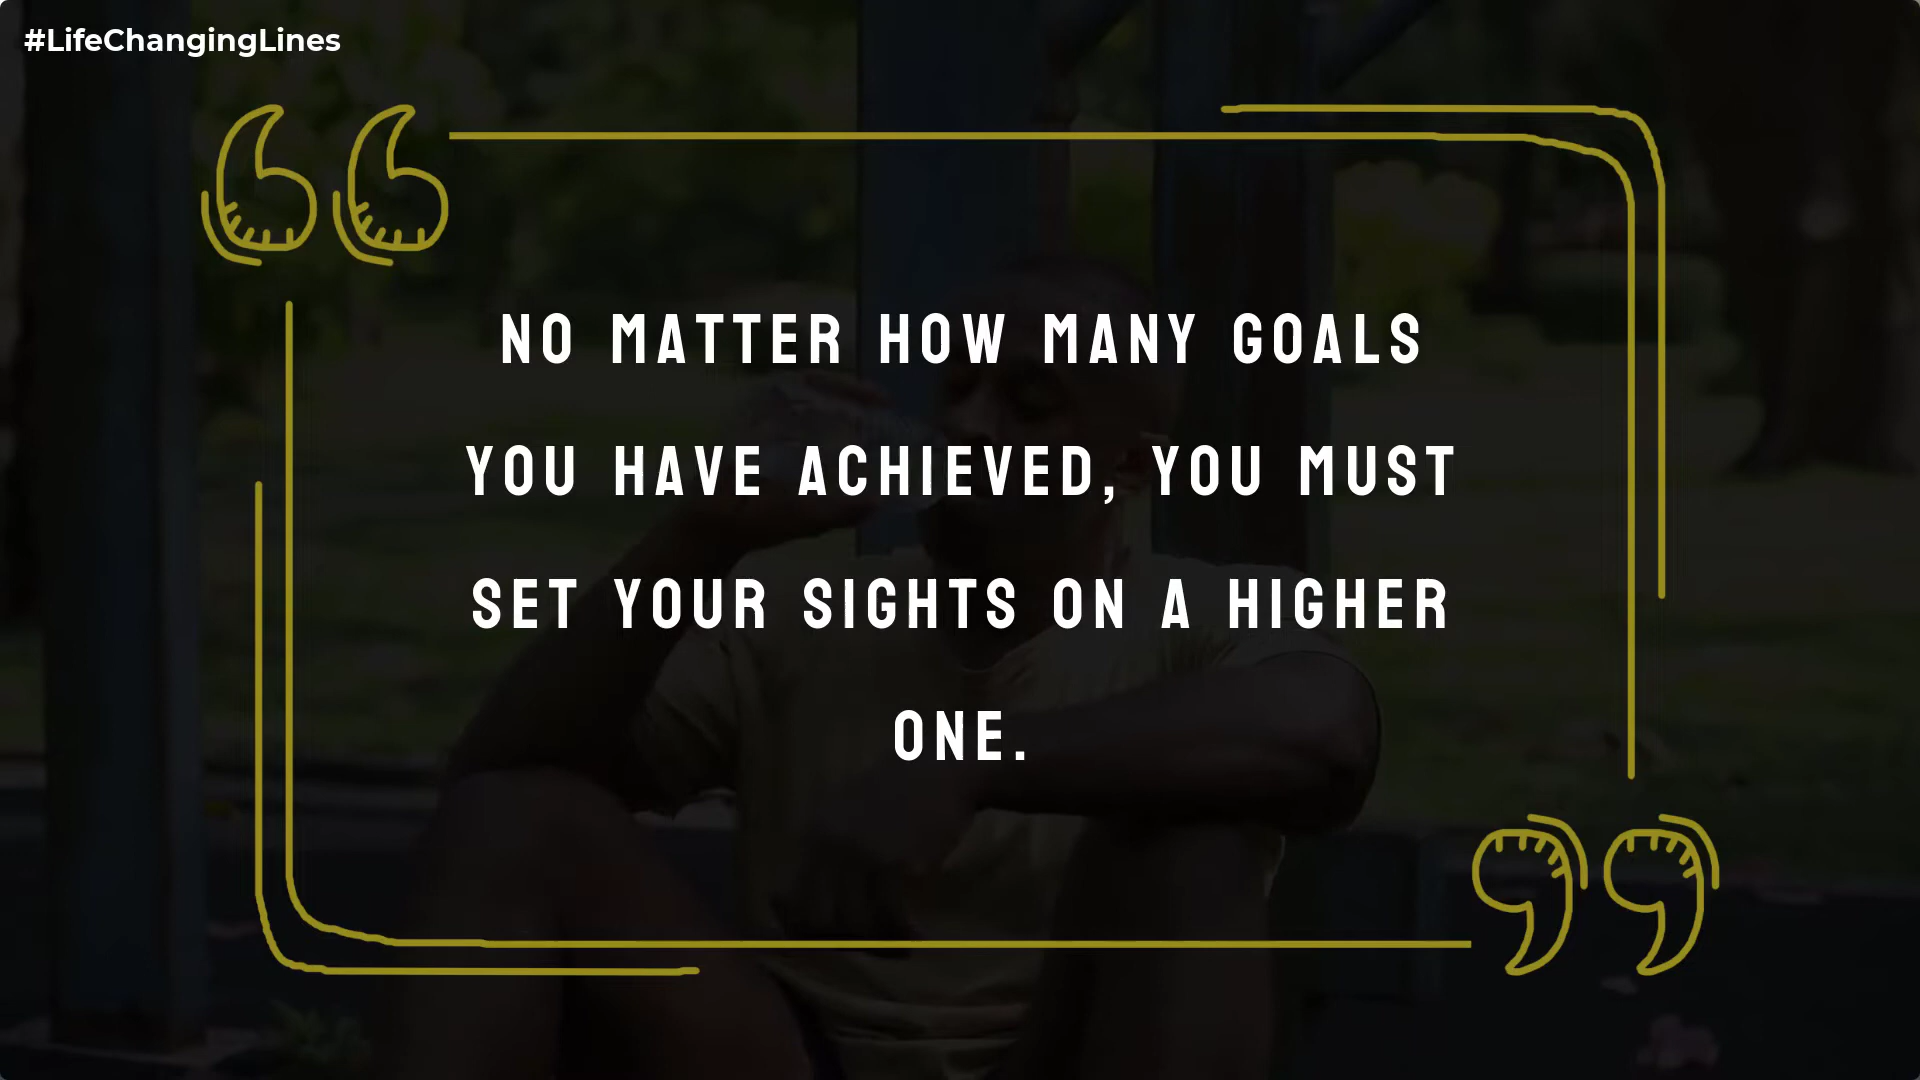 #LifeChangingLines
NO MATTER HOW MANY GOALS
YOU HAVE ACHIEVED, YOU MUST
SET YOUR SIGHTS ON A HIGHER
ONE.